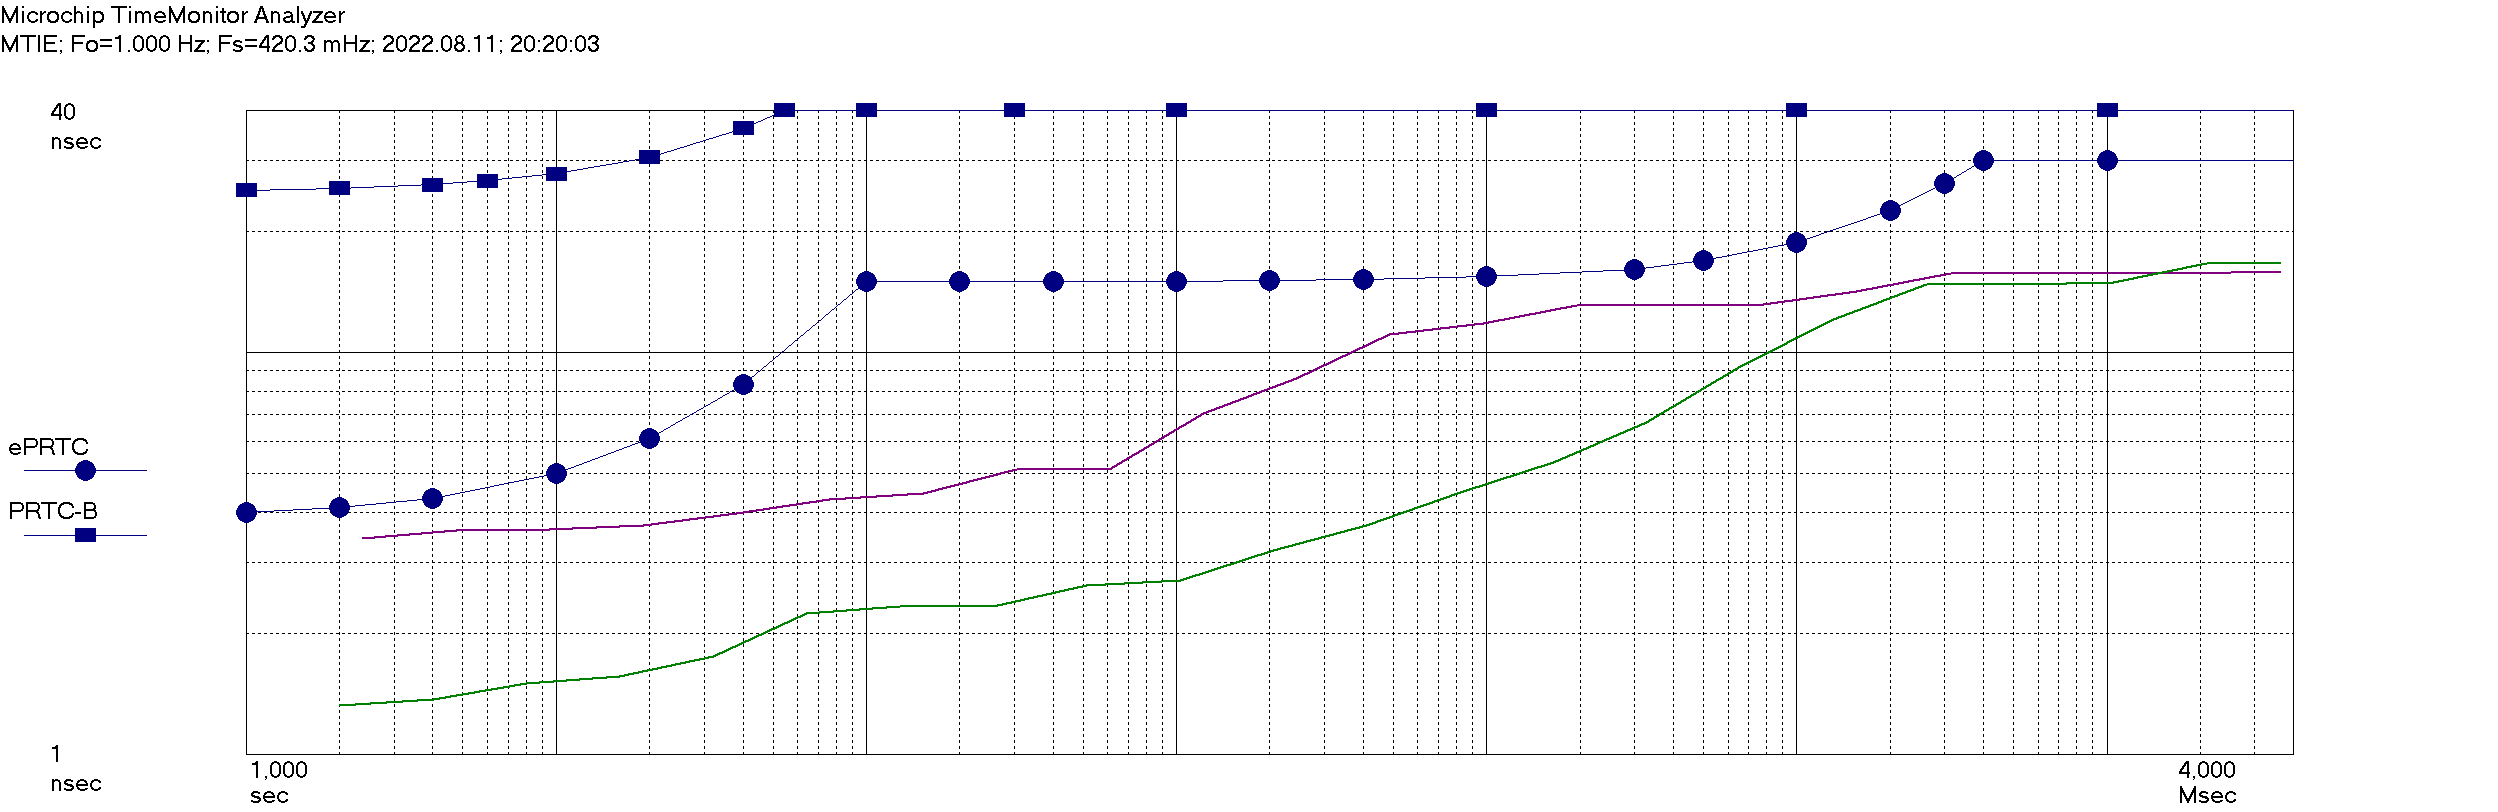 Microchip TimeMonitor Analyzer
MTIE; Fo=1.000 Hz; Fs=420.3 mHz; 2022.08.11; 20:20:03
40
nsec
ePRTC
PRTC-B
1
nsec
1,000
sec
4,000
Msec